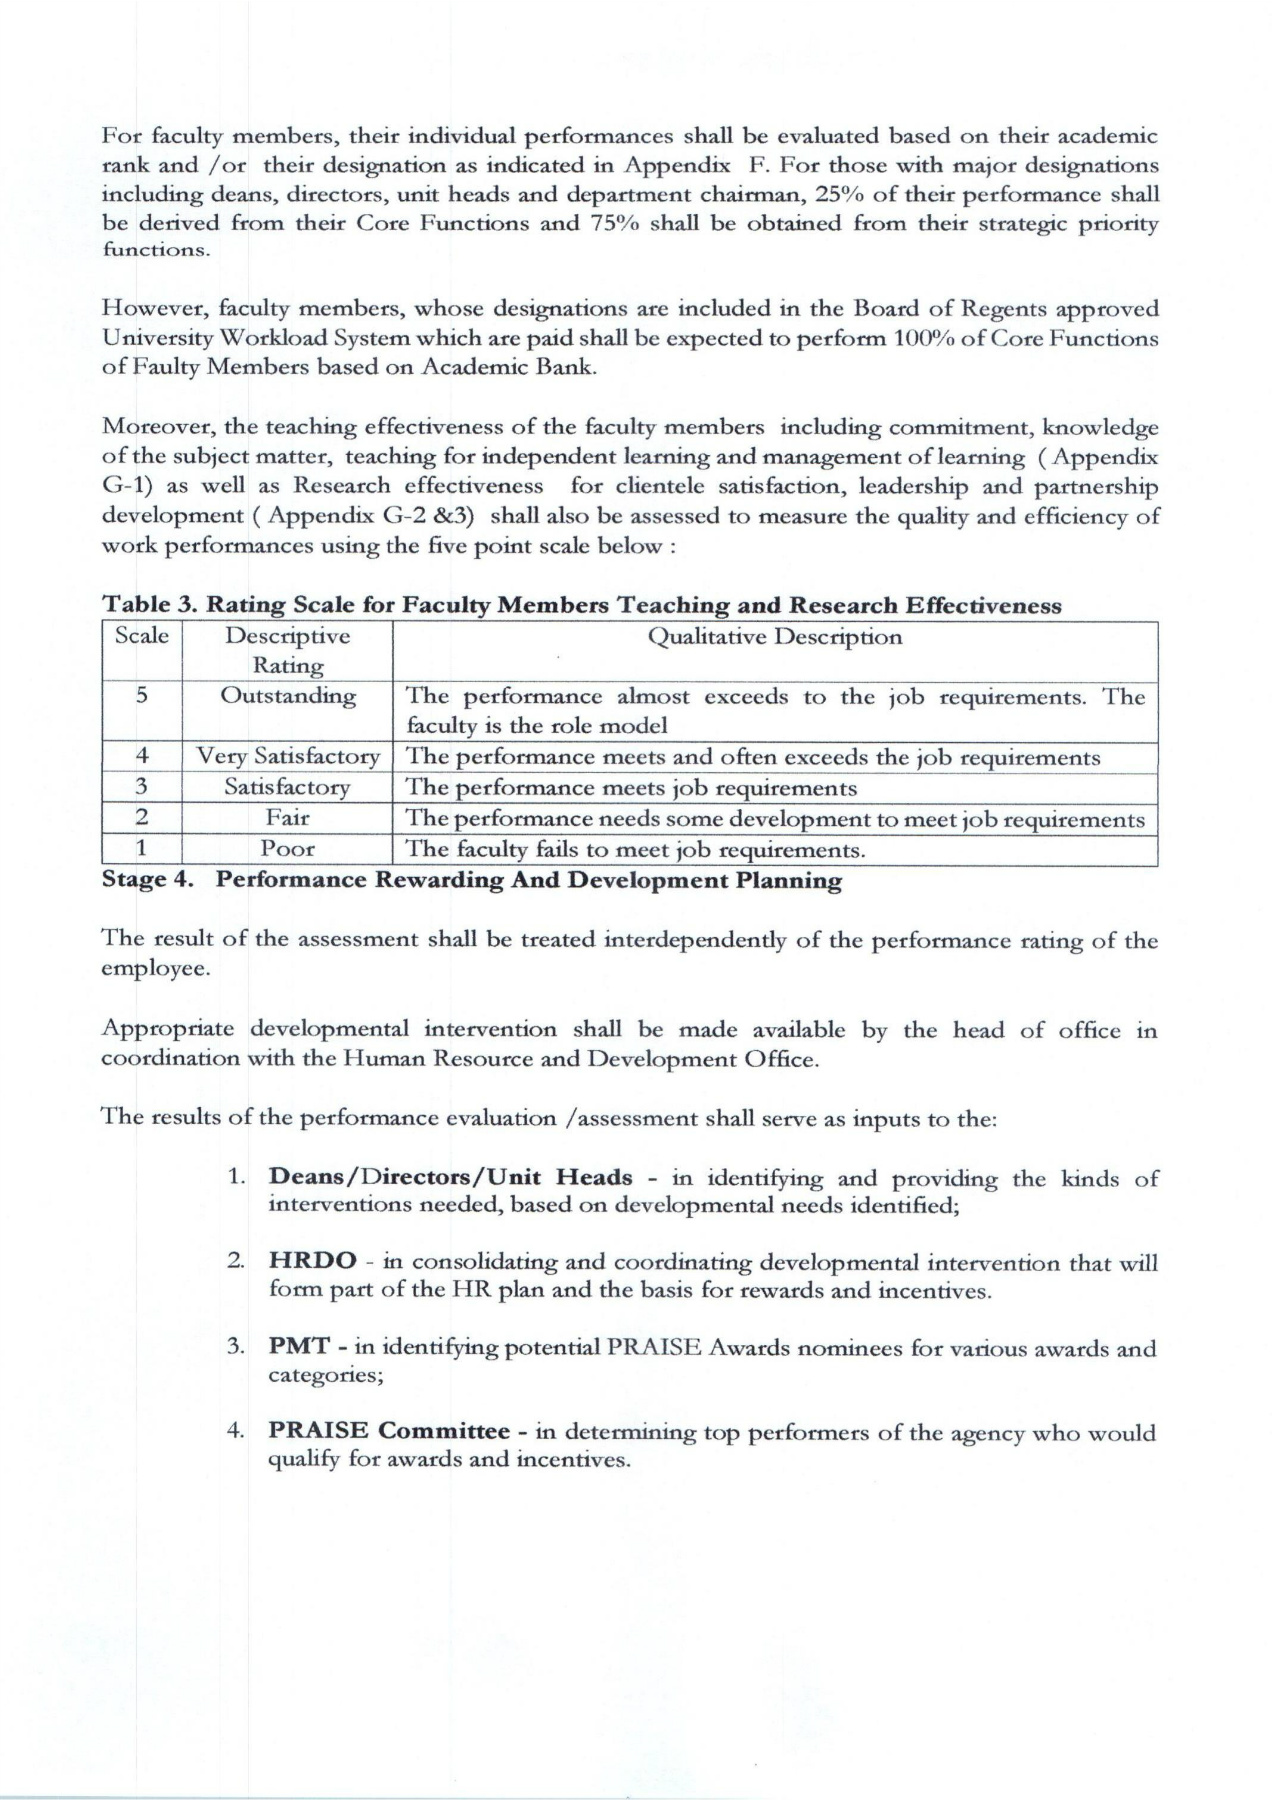 For faculty members, their individual performances shall be evaluated based on their academic
rank and /or their designation as indicated in Appendix F. For those with major designations
including deans, directors, unit heads and department chairman, 25% of their performance shall
be derived from their Core Functions and 75% shall be obtained from their strategic priority
functions.
However, faculty members, whose designations are included in the Board of Regents approved
University Workload System which are paid shall be expected to perform 100% of Core Functions
of Faulty Members based on Academic Bank.
Moreover, the teaching effectiveness of the faculty members including commitment, knowledge
of the subject matter, teaching for independent learning and management of learning ( Appendix
G-1) as well as Research effectiveness for clientele satisfaction, leadership and partnership
development ( Appendix G-2 &3) shall also be assessed to measure the quality and efficiency of
work performances using the five point scale below :
Table 3. Rating Scale for Faculty Members Teaching and Research Effectiveness
Scale Descriptive Qualitative Description
Rating
5 Outstanding The performance almost exceeds to the job requirements. The
faculty is the role model
4 Very Satisfactory The performance meets and often exceeds the job requirements
3 Satisfactory The performance meets job requirements
2 Fair The performance needs some development to meet job requirements
1 Poor The faculty fails to meet job requirements.
Stage 4. Performance Rewarding And Development Planning
The result of the assessment shall be treated interdependently of the performance rating of the
employee.
Appropriate developmental intervention shall be made available by the head of office in
coordination with the Human Resource and Development Office.
The results of the performance evaluation /assessment shall serve as inputs to the:
1. Deans/Directors/Unit Heads - in identifying and providing the kinds of
interventions needed, based on developmental needs identified;
2. HRDO - in consolidating and coordinating developmental intervention that will
form part of the HR plan and the basis for rewards and incentives.
3. PMT - in identifying potential PRAISE Awards nominees for various awards and
categories;
4. PRAISE Committee - in determining top performers of the agency who would
qualify for awards and incentives.